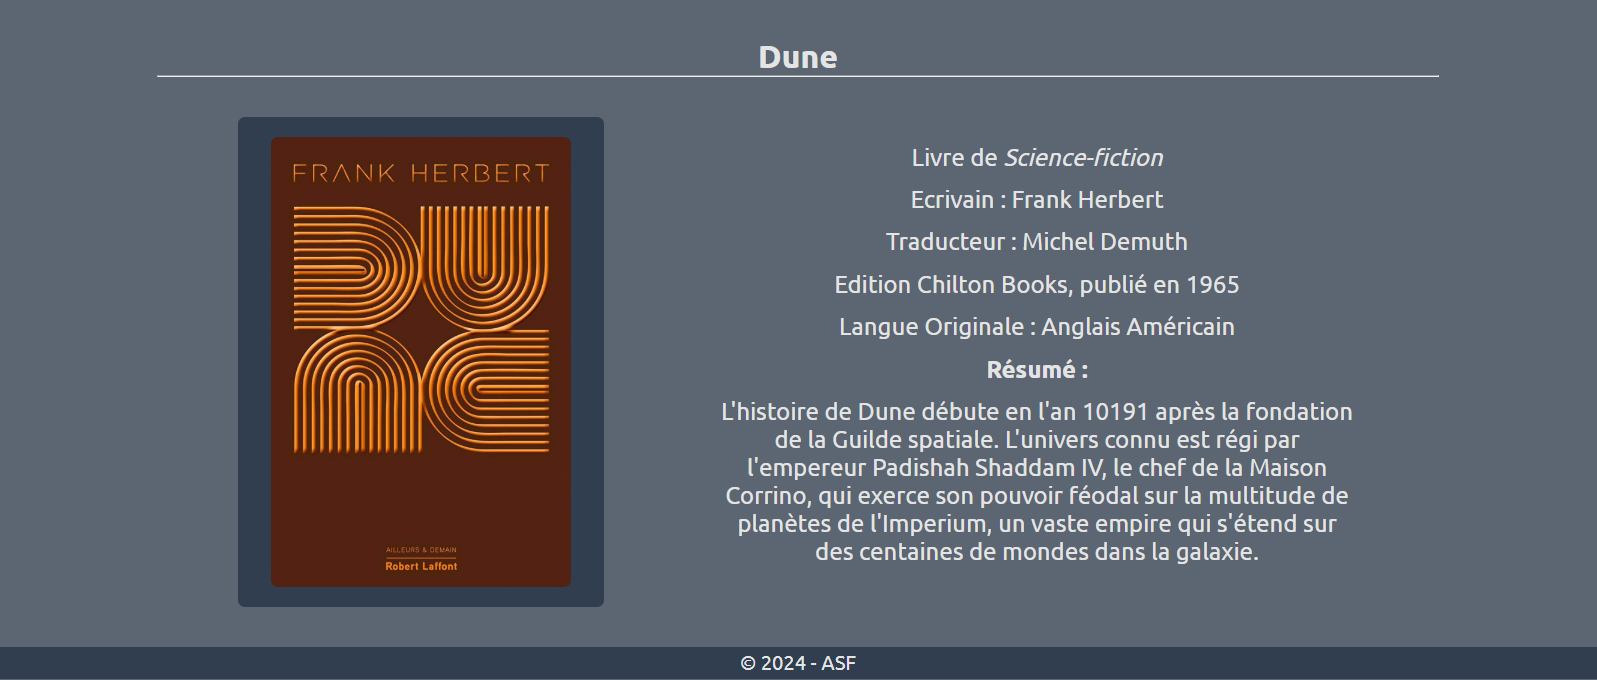 Dune
FRANK HERBERT
DUNE
AILLEURS & DEMAIN
Robert Laffont
Livre de Science-fiction
Ecrivain : Frank Herbert
Traducteur : Michel Demuth
Edition Chilton Books, publié en 1965
Langue Originale : Anglais Américain
Résumé :
L'histoire de Dune débute en l'an 10191 après la fondation
de la Guilde spatiale. L'univers connu est régi par
l'empereur Padishah Shaddam IV, le chef de la Maison
Corrino, qui exerce son pouvoir féodal sur la multitude de
planètes de l'Imperium, un vaste empire qui s'étend sur
des centaines de mondes dans la galaxie.
© 2024 - ASF